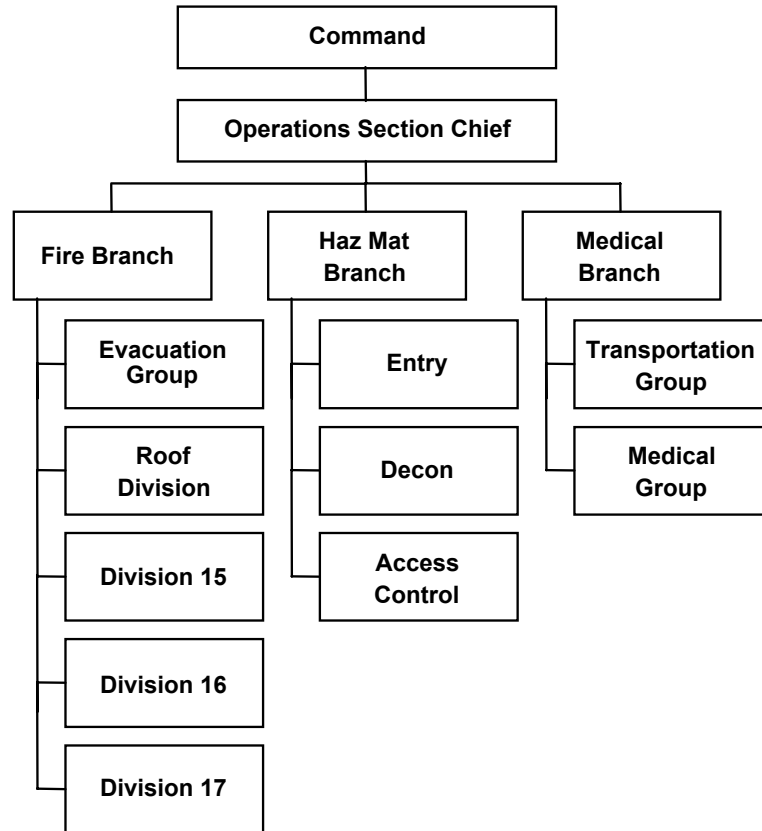 Command
Operations Section Chief
Fire Branch
Haz Mat
Branch
Medical
Branch
Evacuation
Group
Roof
Division
Division 15
Division 16
Division 17
Entry
Decon
Access
Control
Transportation
Group
Medical
Group